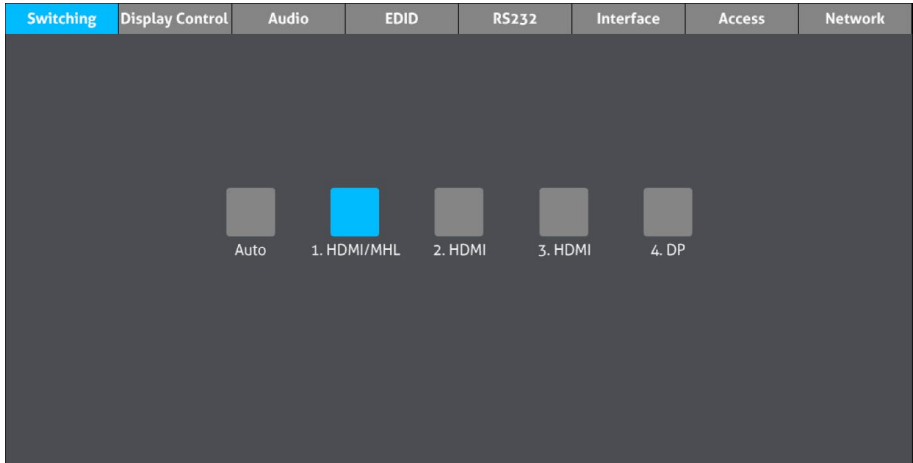 Switching Display Control Audio EDID RS232 Interface Access Network
Auto 1. HDMI/MHL 2. HDMI 3. HDMI 4. DP